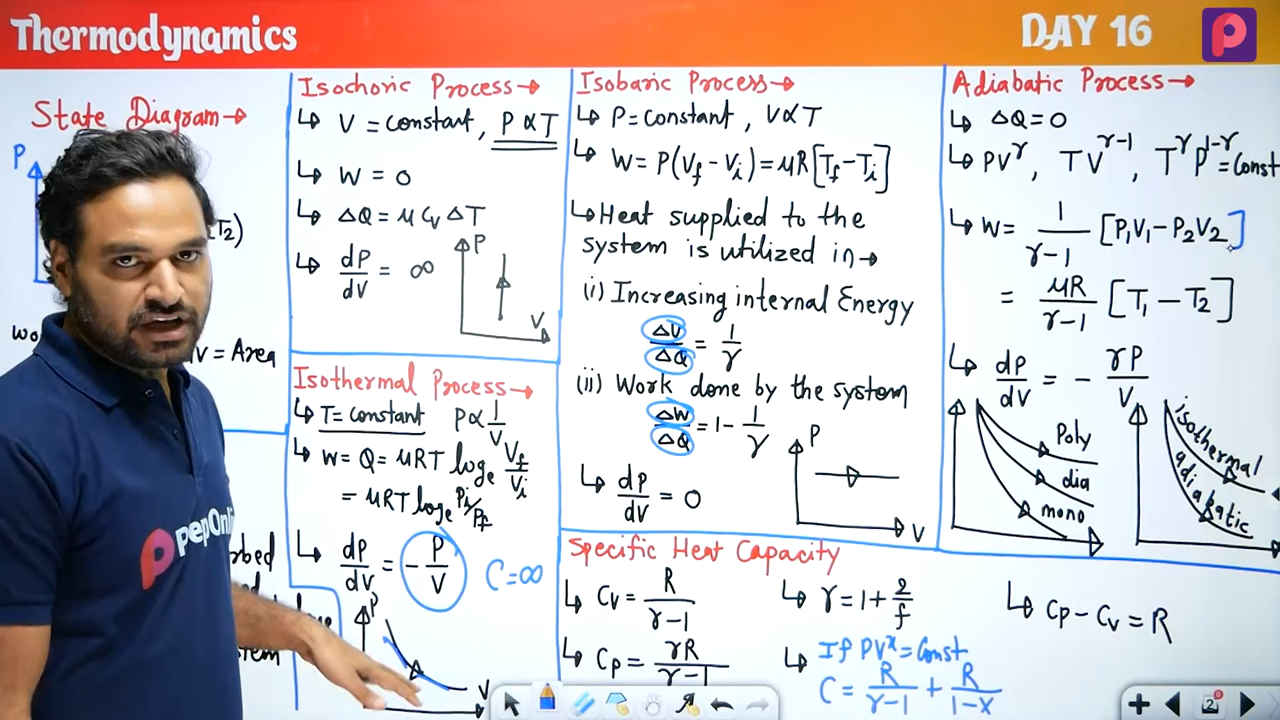 Thermodynamics
DAY 16
State Diagram→
P
T₂)
V = Area
Isochoric Process→
↳ V = Constant, P ∝ T
↳ W = 0
↳ ΔQ = μ Cv ΔT
↳ dP/dV = ∞
P
V
Isothermal Process→
↳ T = constant P ∝ 1/V
↳ W = Q = μRT logₑ Vf/Vi
= μRT logₑ Pi/Pf
↳ dP/dV = -P/V C = ∞
P
V
Isobaric Process→
↳ P = Constant, V ∝ T
↳ W = P(Vf - Vi) = μR[Tf - Ti]
↳ Heat supplied to the
system is utilized in→
(i) Increasing internal Energy
ΔU/ΔQ = 1/γ
(ii) Work done by the system
ΔW/ΔQ = 1 - 1/γ
↳ dP/dV = 0
P
V
Adiabatic Process→
↳ ΔQ = 0
↳ PV^γ, TV^γ-1, T^γ P^1-γ = Const
↳ W = 1/γ-1 [P₁V₁ - P₂V₂]
= μR/γ-1 [T₁ - T₂]
↳ dP/dV = - γP/V
Poly
dia
mono
isothermal
adiabatic
Specific Heat Capacity
↳ Cv = R/γ-1
↳ γ = 1 + 2/f
↳ Cp - Cv = R
↳ Cp = γR/γ-1
↳ If PV^x = Const
C = R/γ-1 + R/1-x
pepOnli
2